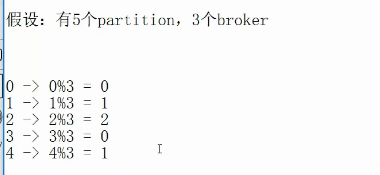 假设：有5个partition，3个broker
0 -> 0%3 = 0
1 -> 1%3 = 1
2 -> 2%3 = 2
3 -> 3%3 = 0
4 -> 4%3 = 1